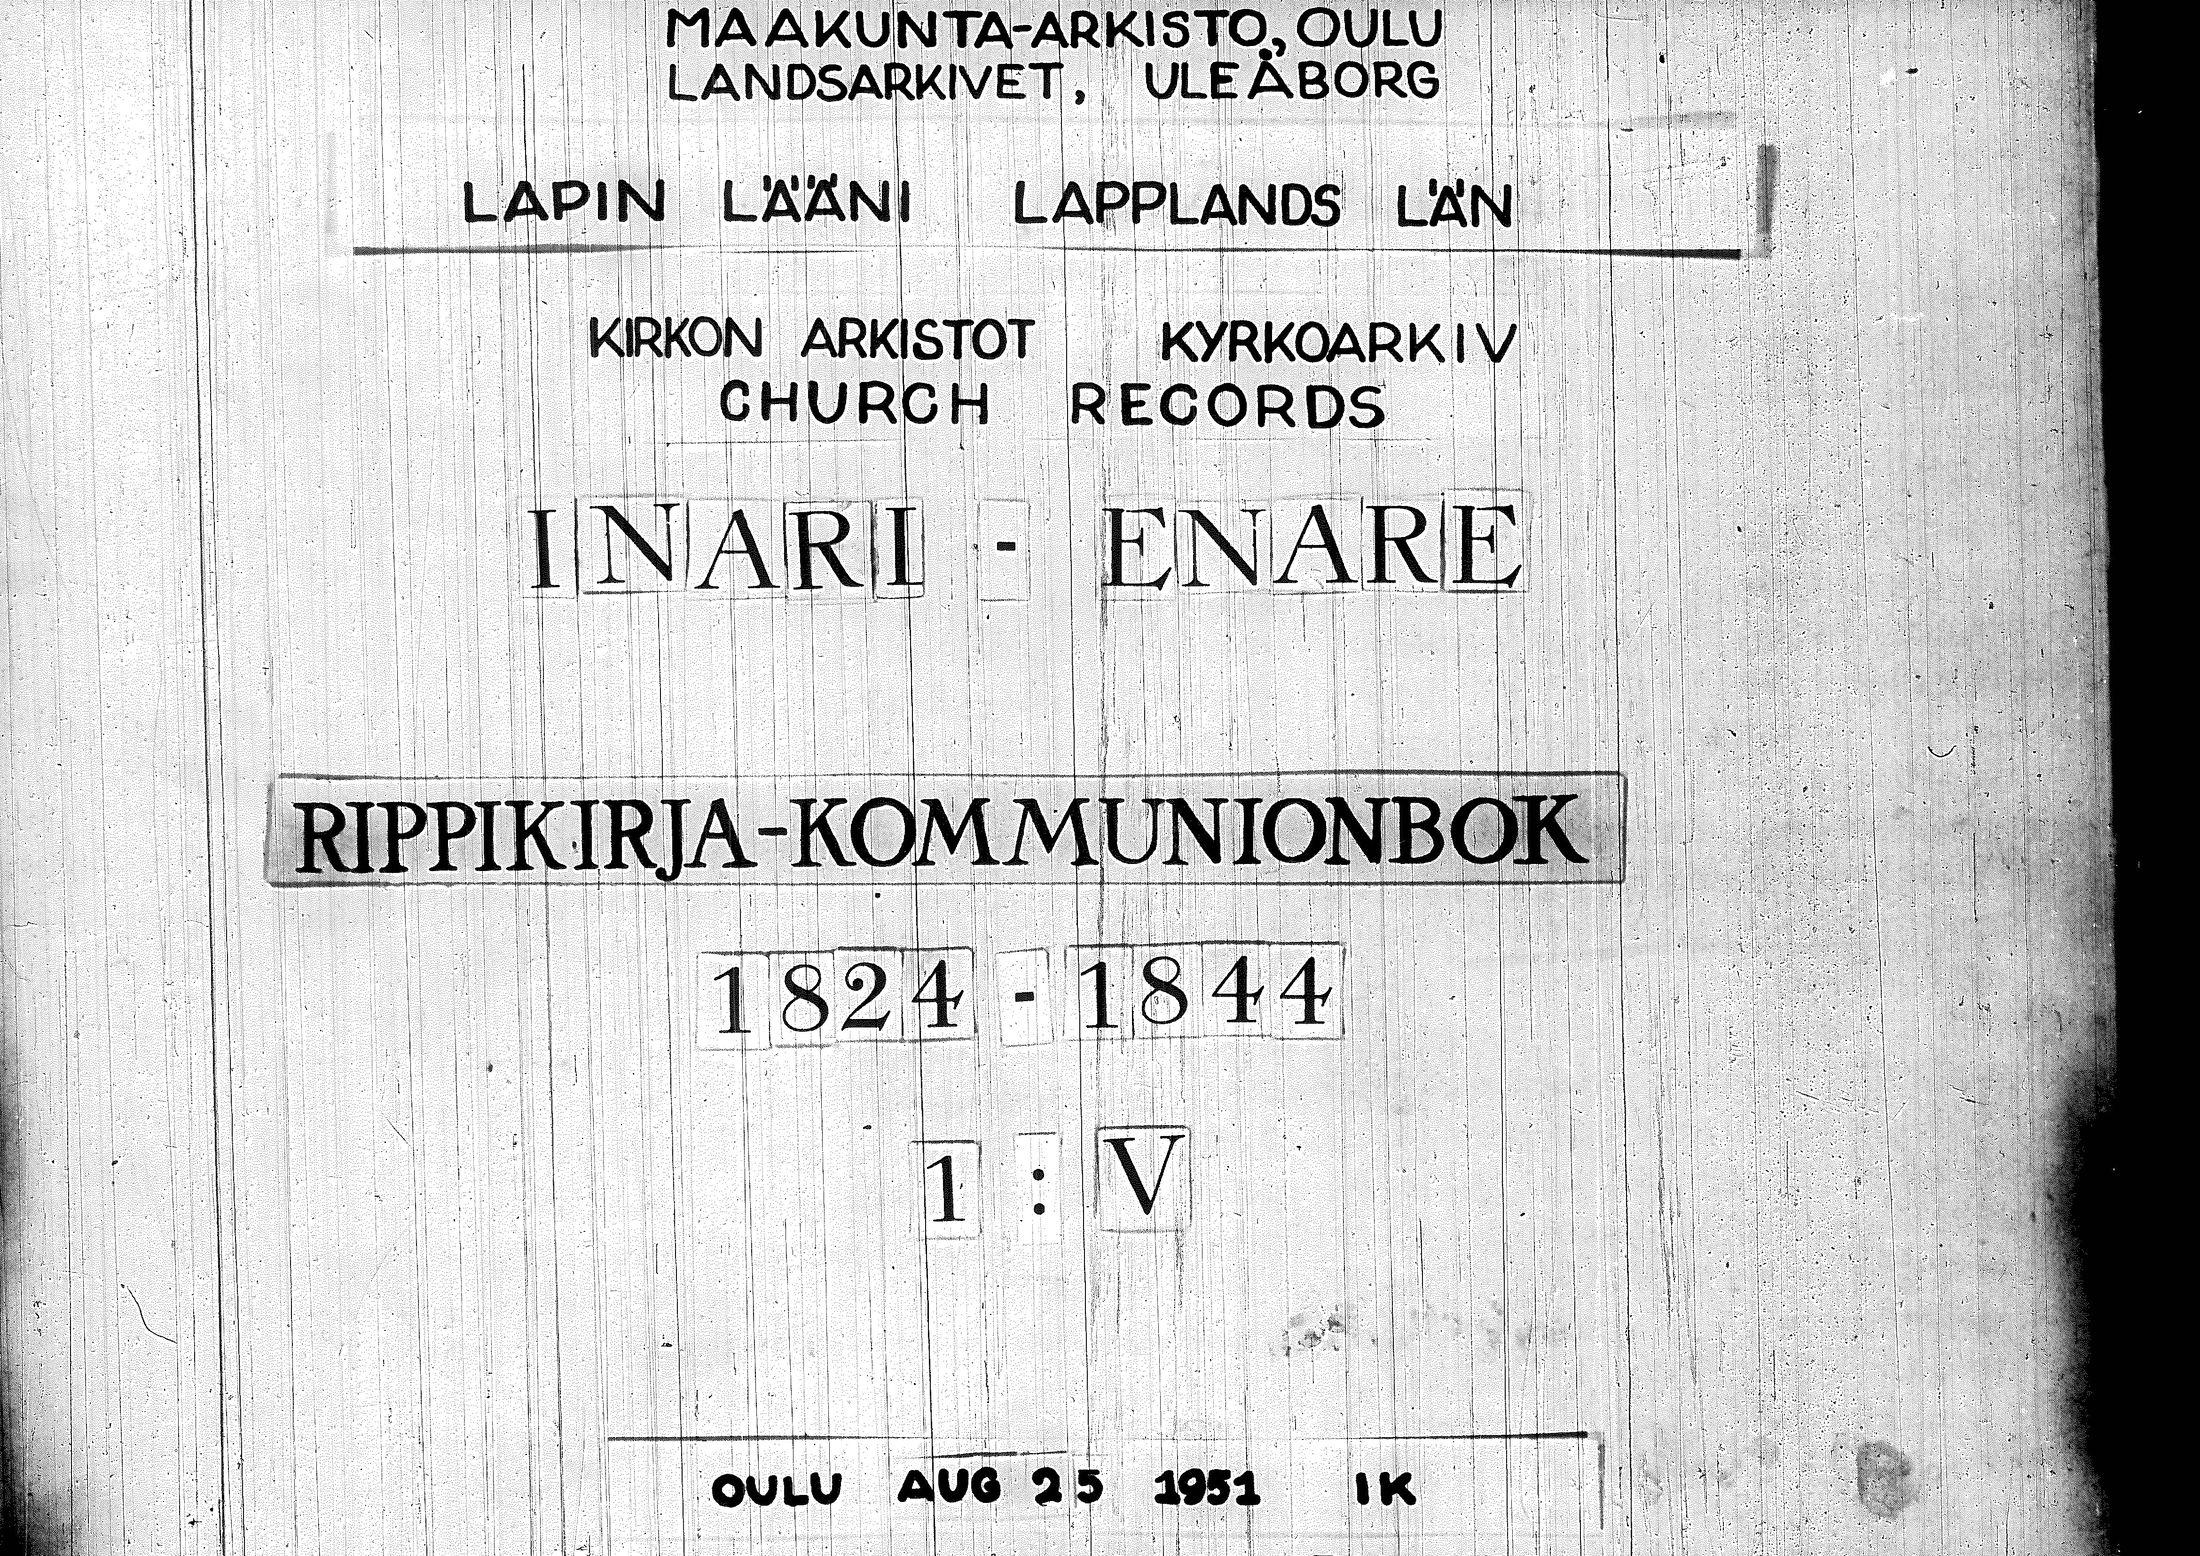 MAAKUNTA-ARKISTO, OULU
LANDSARKIVET, ULEÅBORG
LAPIN LÄÄNI LAPPLANDS LÄN
KIRKON ARKISTOT KYRKOARKIV
CHURCH RECORDS
INARI - ENARE
RIPPIKIRJA-KOMMUNIONBOK
1824 - 1844
1 : V
OULU AUG 25 1951 IK